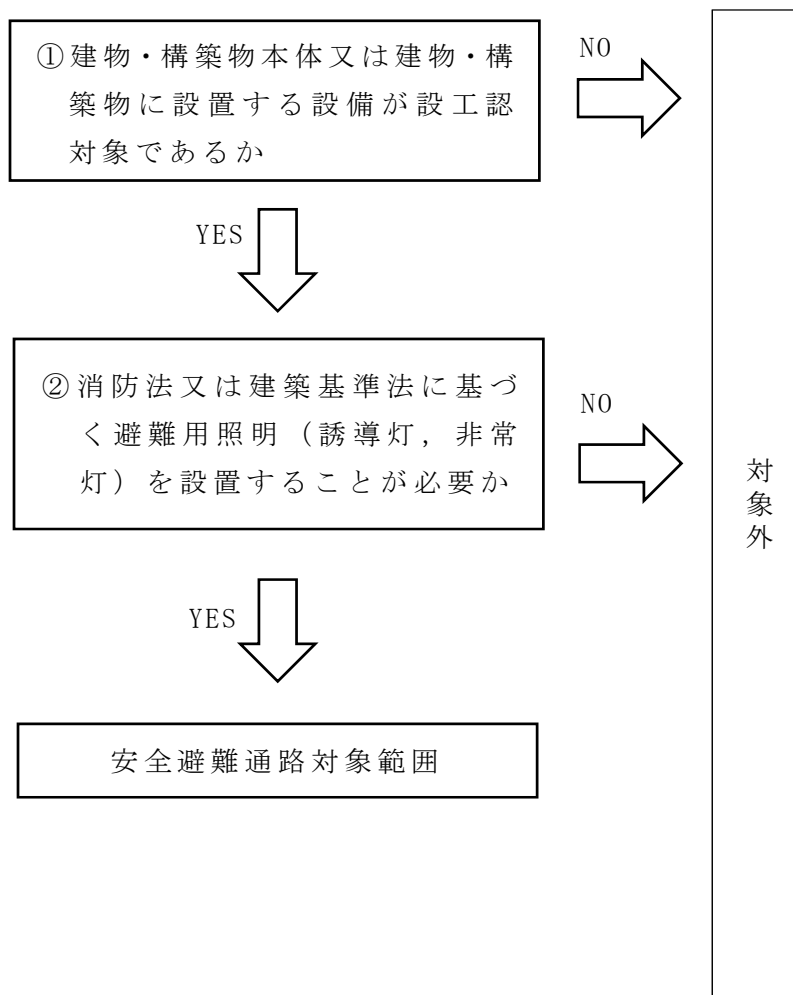 ①建物・構築物本体又は建物・構
築物に設置する設備が設工認
対象であるか
NO
YES
②消防法又は建築基準法に基づ
く避難用照明（誘導灯，非常
灯）を設置することが必要か
NO
YES
安全避難通路対象範囲
対象外